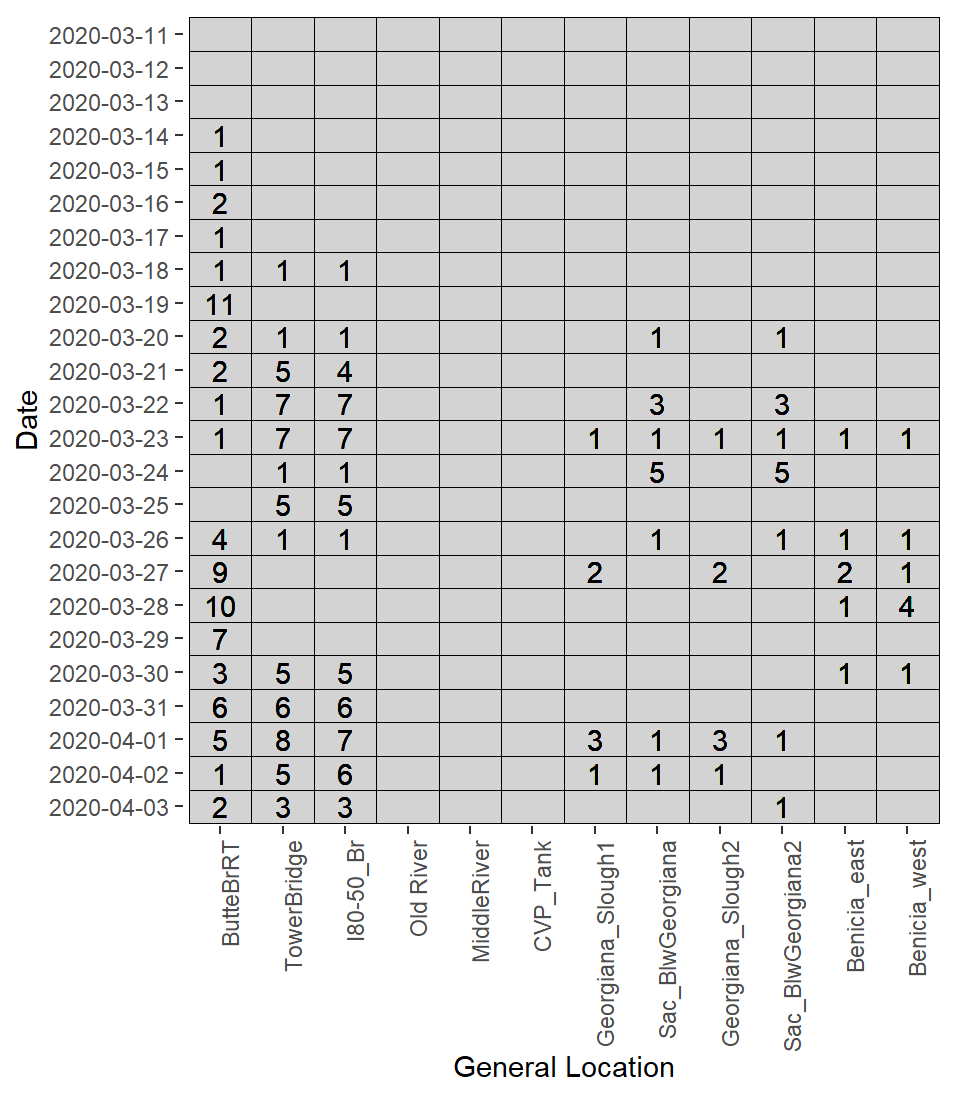 2020-03-11
2020-03-12
2020-03-13
2020-03-14 1
2020-03-15 1
2020-03-16 2
2020-03-17 1
2020-03-18 1 1 1
2020-03-19 11
2020-03-20 2 1 1 1 1
2020-03-21 2 5 4
2020-03-22 1 7 7 3 3
2020-03-23 1 7 7 1 1 1 1 1 1
2020-03-24 1 1 5 5
2020-03-25 5 5
2020-03-26 4 1 1 1 1 1 1
2020-03-27 9 2 2 2 1
2020-03-28 10 1 4
2020-03-29 7
2020-03-30 3 5 5 1 1
2020-03-31 6 6 6
2020-04-01 5 8 7 3 1 3 1
2020-04-02 1 5 6 1 1 1
2020-04-03 2 3 3 1
Date
ButteBrRT
TowerBridge
I80-50_Br
Old River
MiddleRiver
CVP_Tank
Georgiana_Slough1
Sac_BlwGeorgiana
Georgiana_Slough2
Sac_BlwGeorgiana2
Benicia_east
Benicia_west
General Location